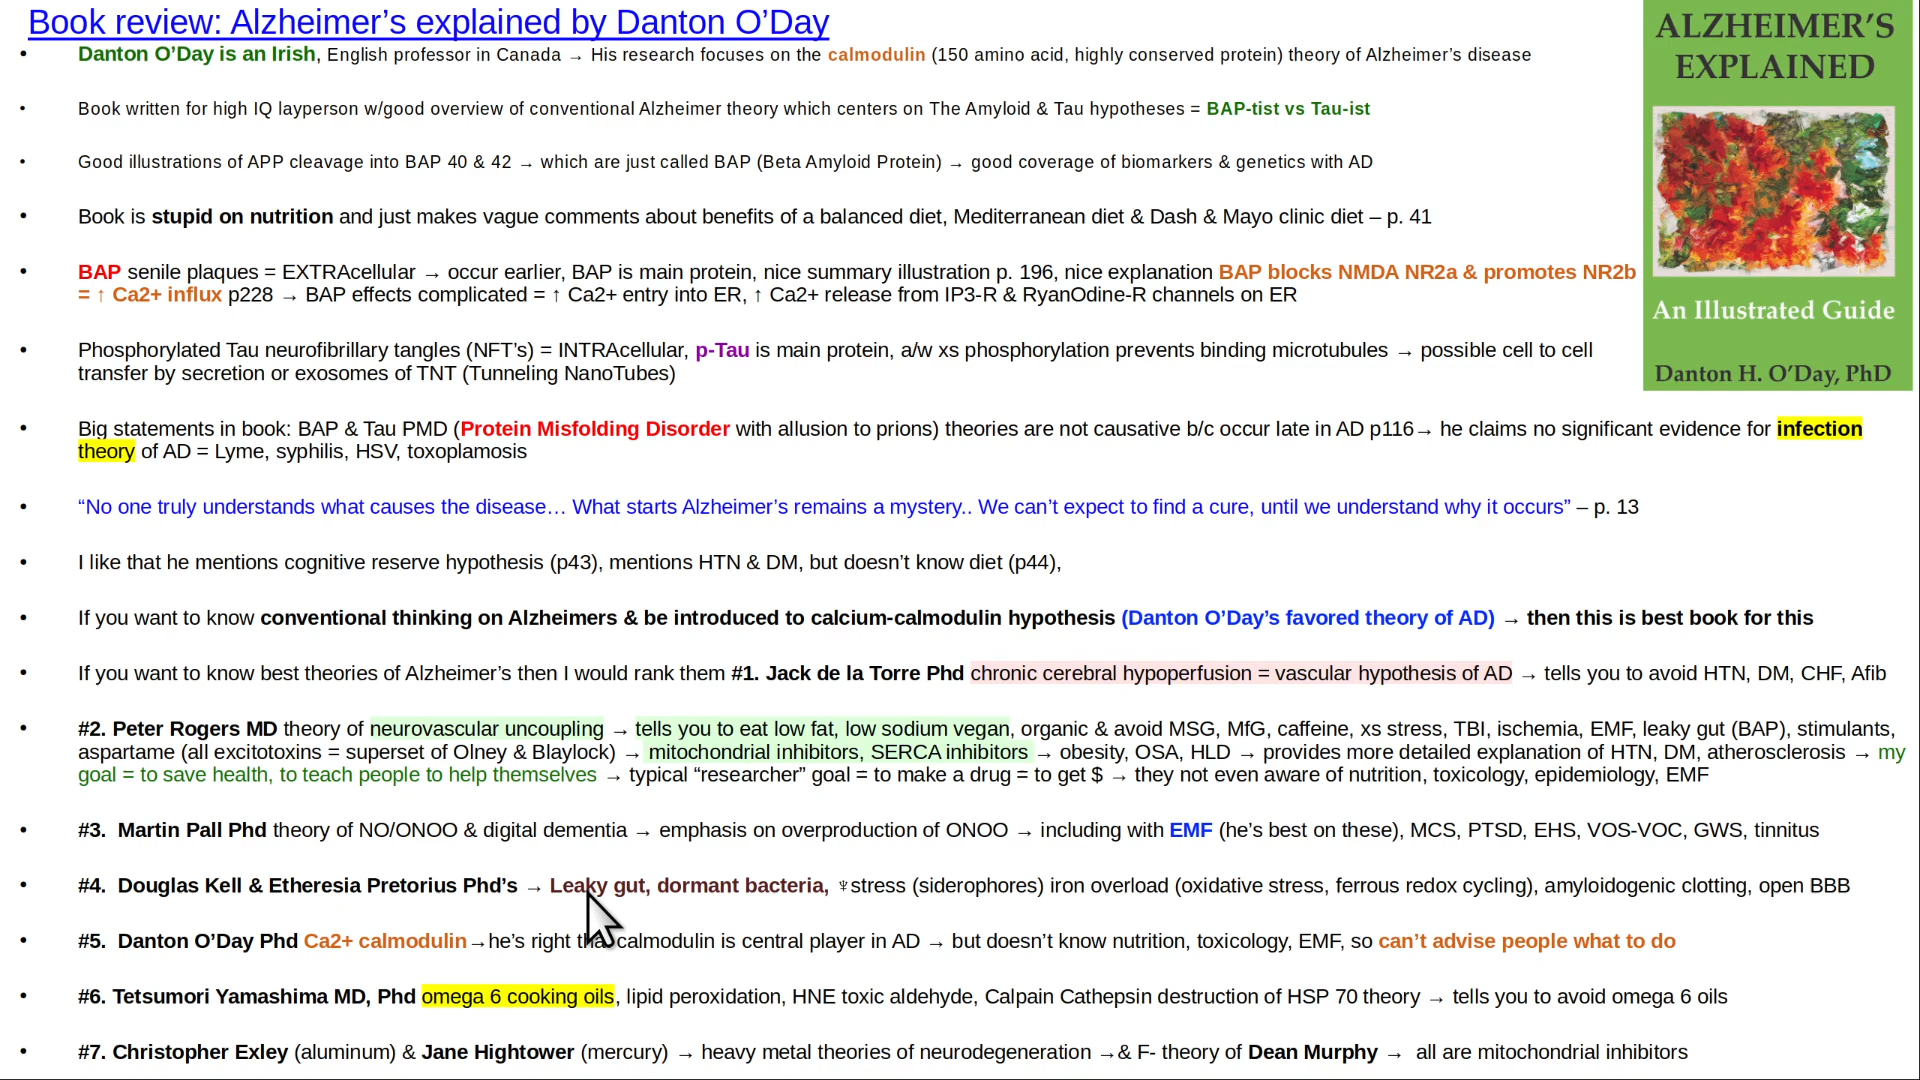 Book review: Alzheimer’s explained by Danton O’Day
• Danton O’Day is an Irish, English professor in Canada → His research focuses on the calmodulin (150 amino acid, highly conserved protein) theory of Alzheimer’s disease
• Book written for high IQ layperson w/good overview of conventional Alzheimer theory which centers on The Amyloid & Tau hypotheses = BAP-tist vs Tau-ist
• Good illustrations of APP cleavage into BAP 40 & 42 → which are just called BAP (Beta Amyloid Protein) → good coverage of biomarkers & genetics with AD
• Book is stupid on nutrition and just makes vague comments about benefits of a balanced diet, Mediterranean diet & Dash & Mayo clinic diet – p. 41
• BAP senile plaques = EXTRAcellular → occur earlier, BAP is main protein, nice summary illustration p. 196, nice explanation BAP blocks NMDA NR2a & promotes NR2b
= ↑ Ca2+ influx p228 → BAP effects complicated = ↑ Ca2+ entry into ER, ↑ Ca2+ release from IP3-R & RyanOdine-R channels on ER
• Phosphorylated Tau neurofibrillary tangles (NFT’s) = INTRAcellular, p-Tau is main protein, a/w xs phosphorylation prevents binding microtubules → possible cell to cell
transfer by secretion or exosomes of TNT (Tunneling NanoTubes)
• Big statements in book: BAP & Tau PMD (Protein Misfolding Disorder with allusion to prions) theories are not causative b/c occur late in AD p116→ he claims no significant evidence for infection
theory of AD = Lyme, syphilis, HSV, toxoplamosis
• “No one truly understands what causes the disease… What starts Alzheimer’s remains a mystery.. We can’t expect to find a cure, until we understand why it occurs” – p. 13
• I like that he mentions cognitive reserve hypothesis (p43), mentions HTN & DM, but doesn’t know diet (p44),
• If you want to know conventional thinking on Alzheimers & be introduced to calcium-calmodulin hypothesis (Danton O’Day’s favored theory of AD) → then this is best book for this
• If you want to know best theories of Alzheimer’s then I would rank them #1. Jack de la Torre Phd chronic cerebral hypoperfusion = vascular hypothesis of AD → tells you to avoid HTN, DM, CHF, Afib
• #2. Peter Rogers MD theory of neurovascular uncoupling → tells you to eat low fat, low sodium vegan, organic & avoid MSG, MfG, caffeine, xs stress, TBI, ischemia, EMF, leaky gut (BAP), stimulants,
aspartame (all excitotoxins = superset of Olney & Blaylock) → mitochondrial inhibitors, SERCA inhibitors → obesity, OSA, HLD → provides more detailed explanation of HTN, DM, atherosclerosis → my
goal = to save health, to teach people to help themselves → typical “researcher” goal = to make a drug = to get $ → they not even aware of nutrition, toxicology, epidemiology, EMF
• #3. Martin Pall Phd theory of NO/ONOO & digital dementia → emphasis on overproduction of ONOO → including with EMF (he’s best on these), MCS, PTSD, EHS, VOS-VOC, GWS, tinnitus
• #4. Douglas Kell & Etheresia Pretorius Phd’s → Leaky gut, dormant bacteria, ♆stress (siderophores) iron overload (oxidative stress, ferrous redox cycling), amyloidogenic clotting, open BBB
• #5. Danton O’Day Phd Ca2+ calmodulin→he’s right that calmodulin is central player in AD → but doesn’t know nutrition, toxicology, EMF, so can’t advise people what to do
• #6. Tetsumori Yamashima MD, Phd omega 6 cooking oils, lipid peroxidation, HNE toxic aldehyde, Calpain Cathepsin destruction of HSP 70 theory → tells you to avoid omega 6 oils
• #7. Christopher Exley (aluminum) & Jane Hightower (mercury) → heavy metal theories of neurodegeneration →& F- theory of Dean Murphy → all are mitochondrial inhibitors
ALZHEIMER’S
EXPLAINED
An Illustrated Guide
Danton H. O’Day, PhD